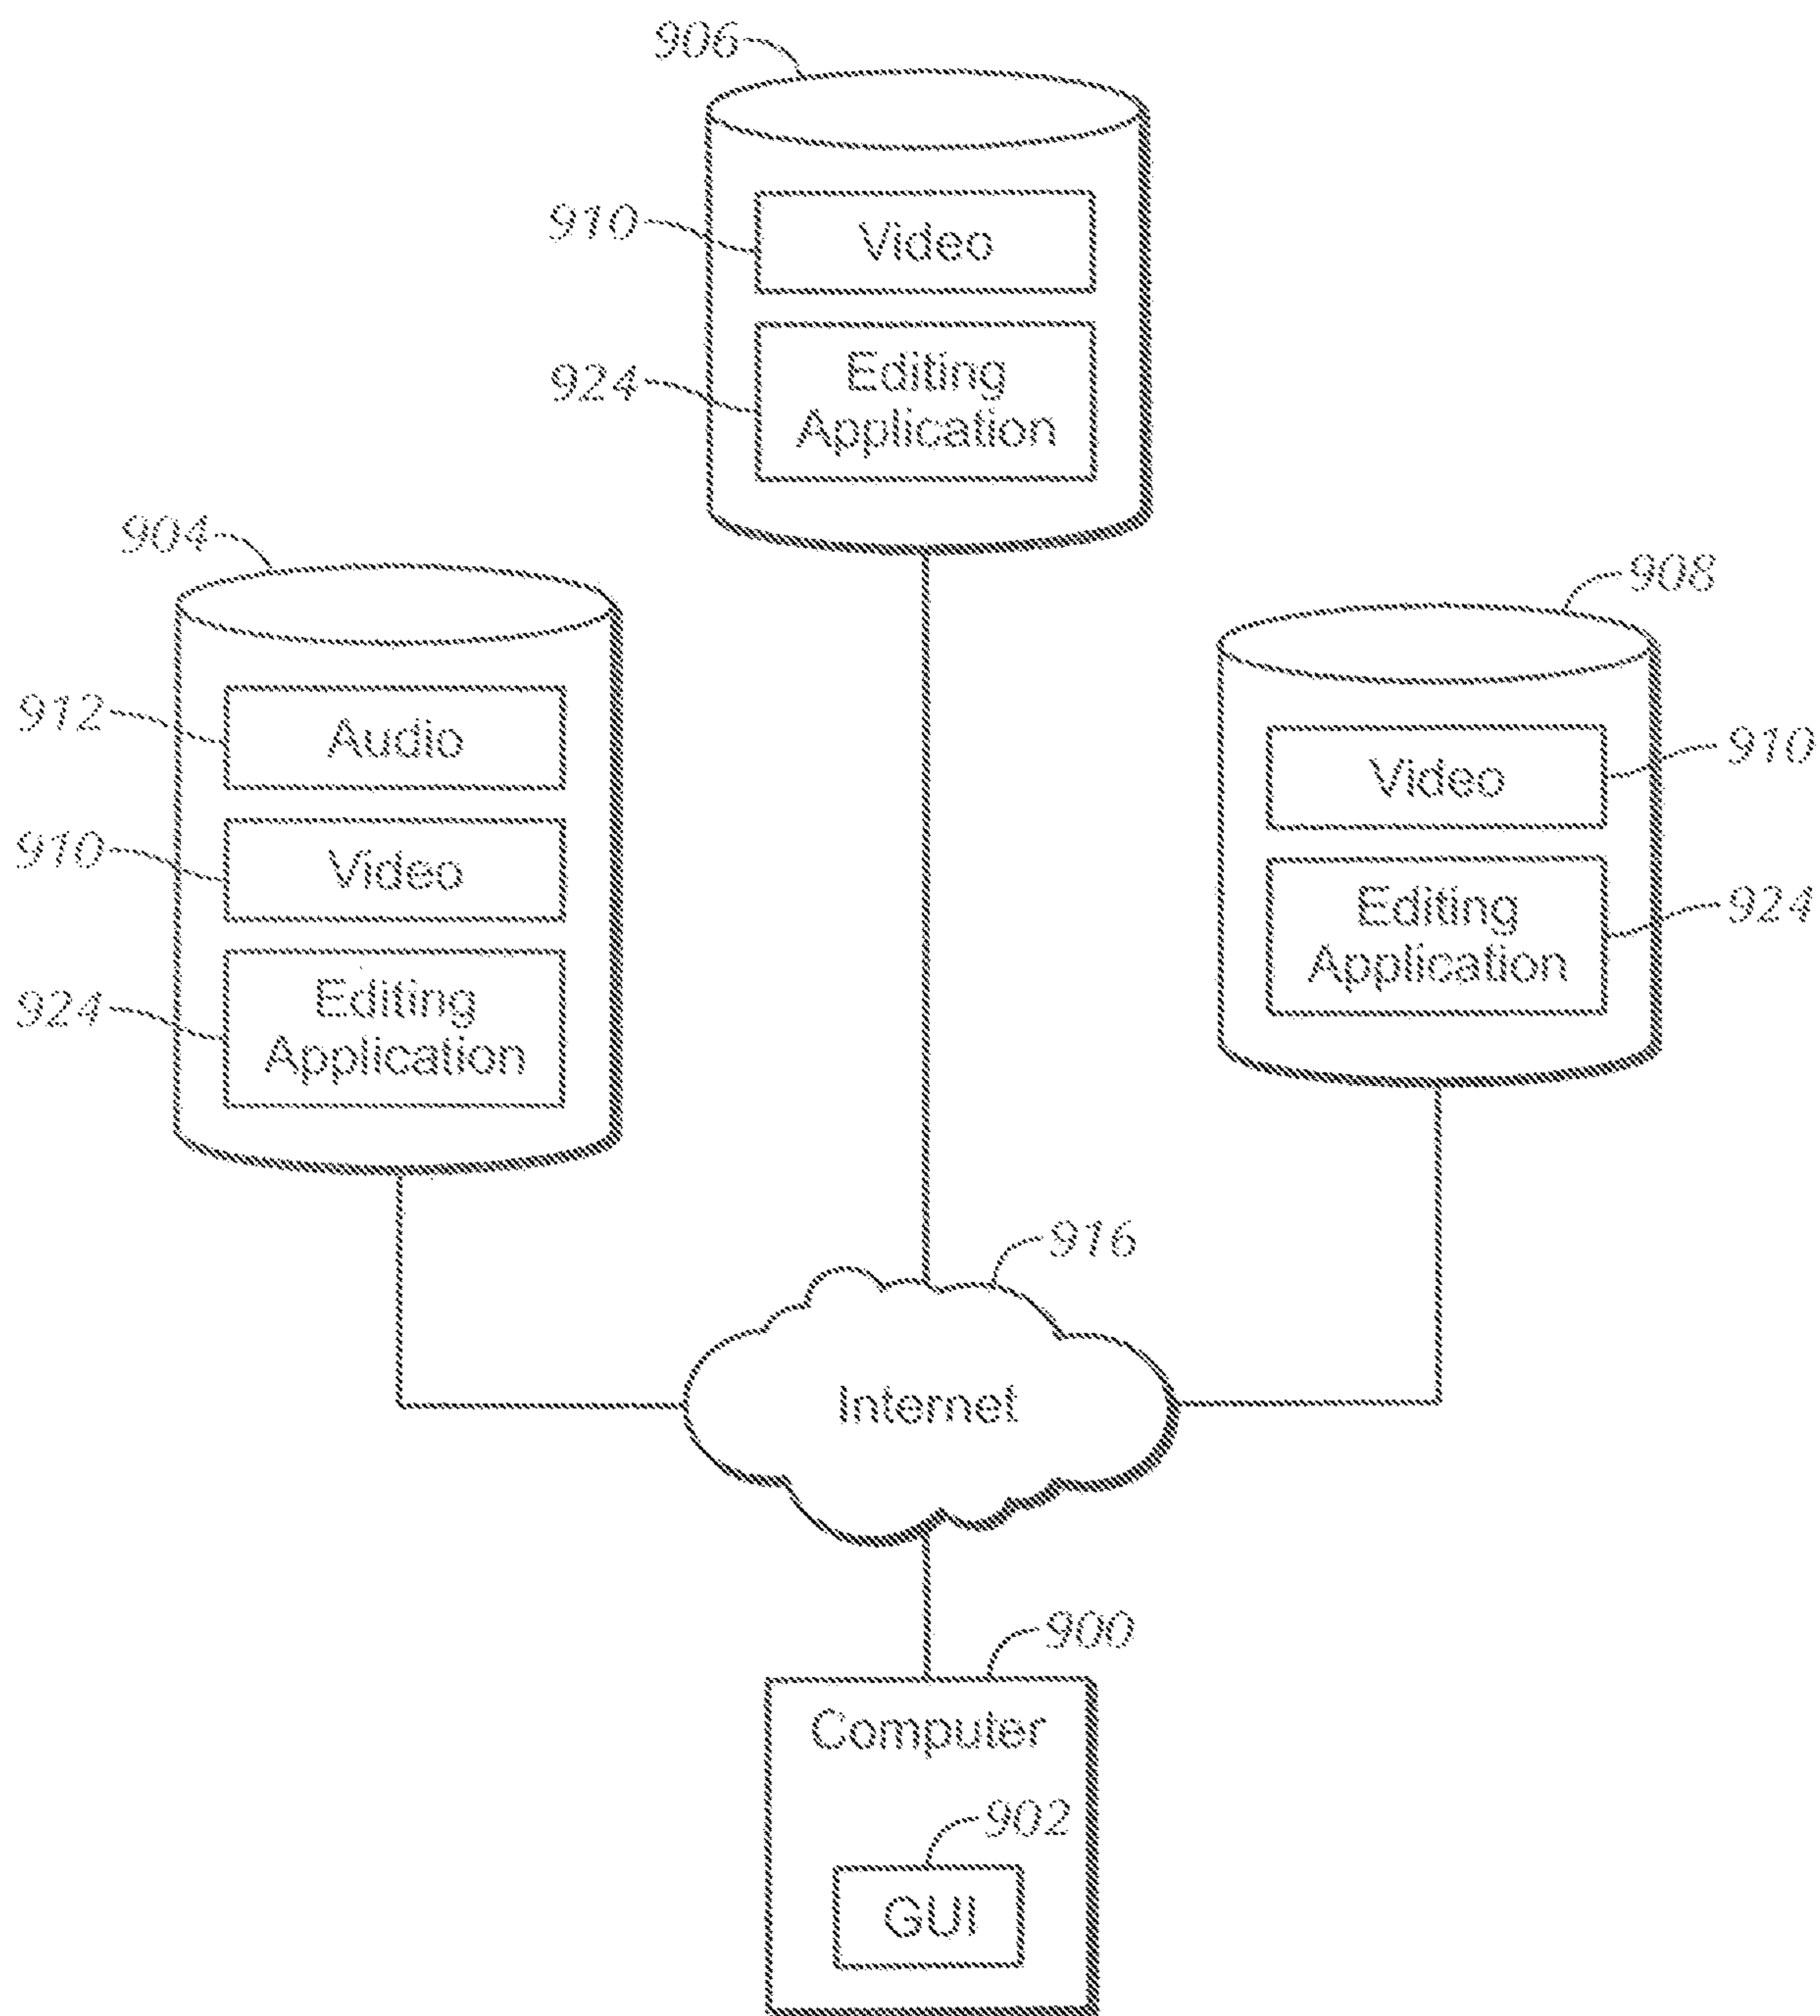 906
910
Video
924
Editing
Application
904
912
Audio
910
Video
924
Editing
Application
908
Video
910
Editing
Application
924
916
Internet
900
Computer
902
GUI